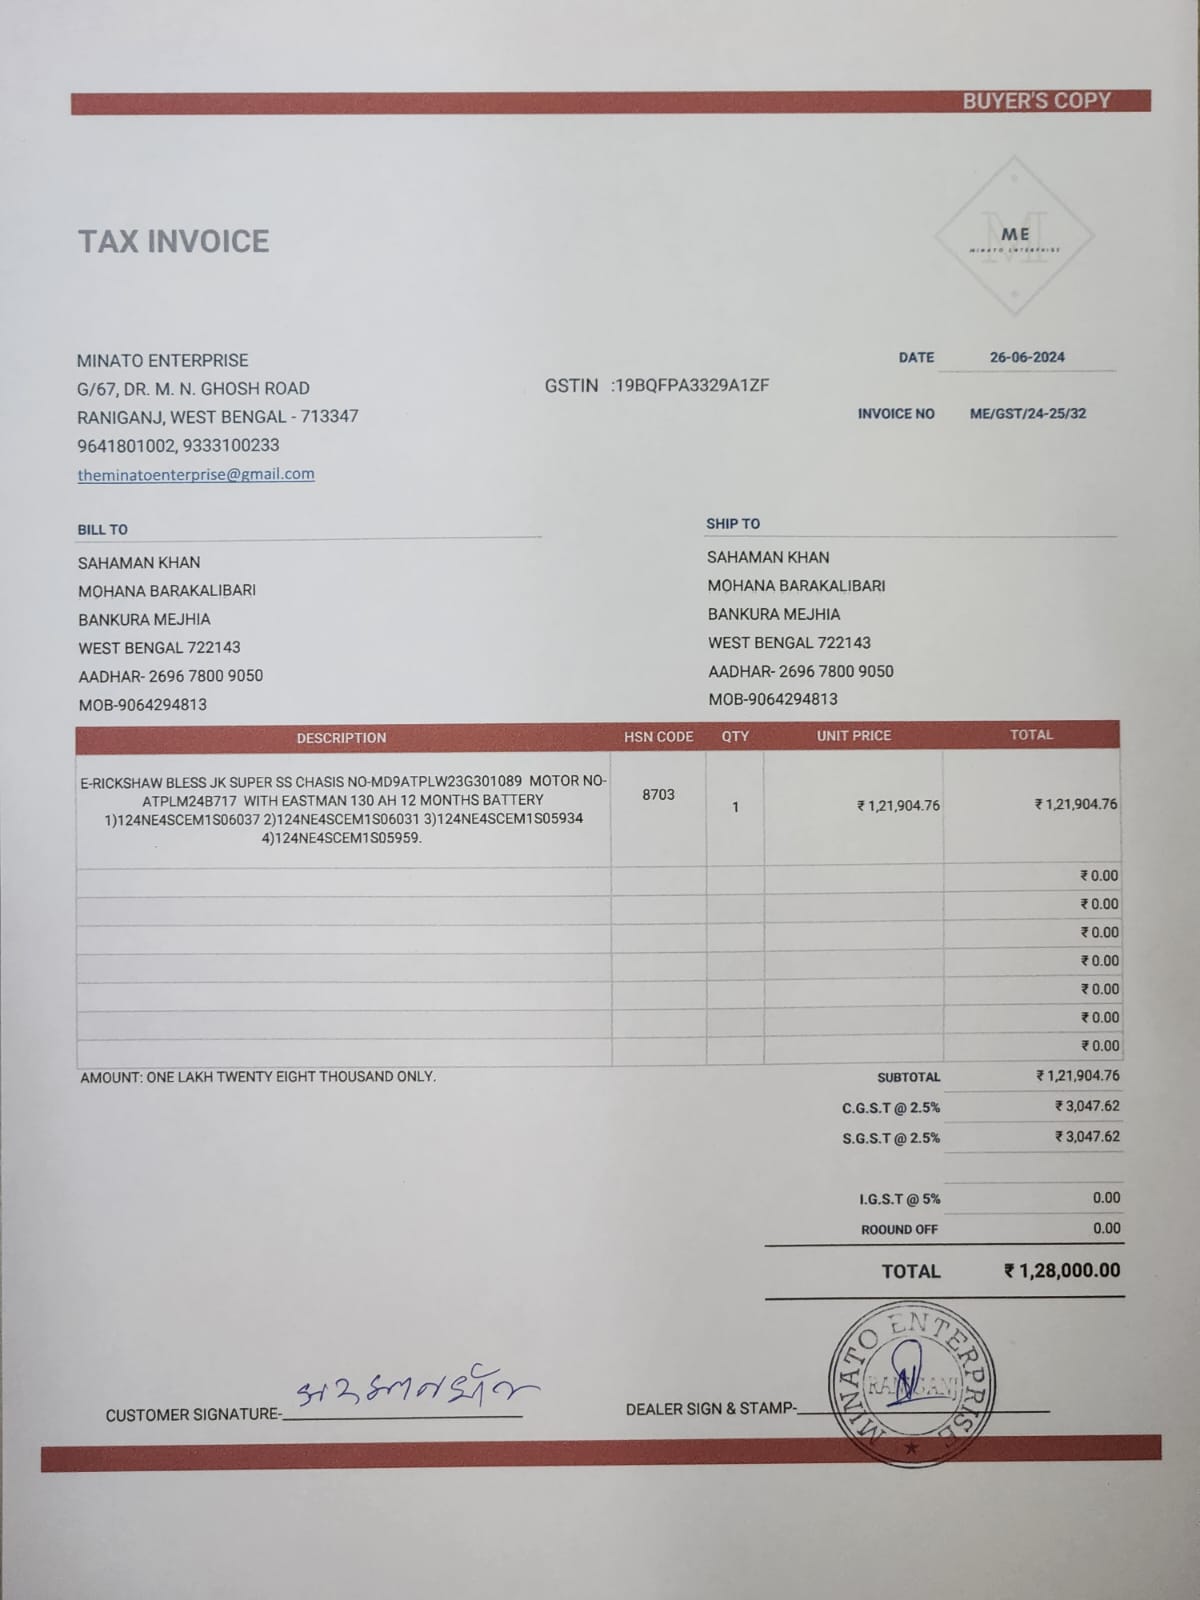 BUYER'S COPY
TAX INVOICE
ME
MINATO ENTERPRISE
MINATO ENTERPRISE
G/67, DR. M. N. GHOSH ROAD
RANIGANJ, WEST BENGAL - 713347
9641801002, 9333100233
theminatoenterprise@gmail.com
GSTIN :19BQFPA3329A1ZF
DATE 26-06-2024
INVOICE NO ME/GST/24-25/32
BILL TO
SAHAMAN KHAN
MOHANA BARAKALIBARI
BANKURA MEJHIA
WEST BENGAL 722143
AADHAR- 2696 7800 9050
MOB-9064294813
SHIP TO
SAHAMAN KHAN
MOHANA BARAKALIBARI
BANKURA MEJHIA
WEST BENGAL 722143
AADHAR- 2696 7800 9050
MOB-9064294813
DESCRIPTION HSN CODE QTY UNIT PRICE TOTAL
E-RICKSHAW BLESS JK SUPER SS CHASIS NO-MD9ATPLW23G301089 MOTOR NO-
ATPLM24B717 WITH EASTMAN 130 AH 12 MONTHS BATTERY
1)124NE4SCEM1S06037 2)124NE4SCEM1S06031 3)124NE4SCEM1S05934
4)124NE4SCEM1S05959.
8703 1 ₹ 1,21,904.76 ₹ 1,21,904.76
₹ 0.00
₹ 0.00
₹ 0.00
₹ 0.00
₹ 0.00
₹ 0.00
₹ 0.00
AMOUNT: ONE LAKH TWENTY EIGHT THOUSAND ONLY.
SUBTOTAL ₹ 1,21,904.76
C.G.S.T @ 2.5% ₹ 3,047.62
S.G.S.T @ 2.5% ₹ 3,047.62
I.G.S.T @ 5% 0.00
ROOUND OFF 0.00
TOTAL ₹ 1,28,000.00
CUSTOMER SIGNATURE-
DEALER SIGN & STAMP-
MINATO ENTERPRISE
RANIGANJ